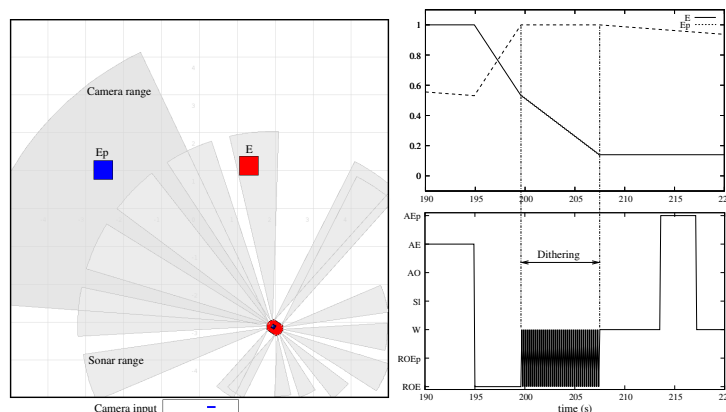 Camera range
Ep
E
Sonar range
Camera input
E
Ep
1
0.8
0.6
0.4
0.2
0
190 195 200 205 210 215 22
AEp
AE
AO
Sl
W
ROEp
ROE
Dithering
190 195 200 205 210 215 22
time (s)